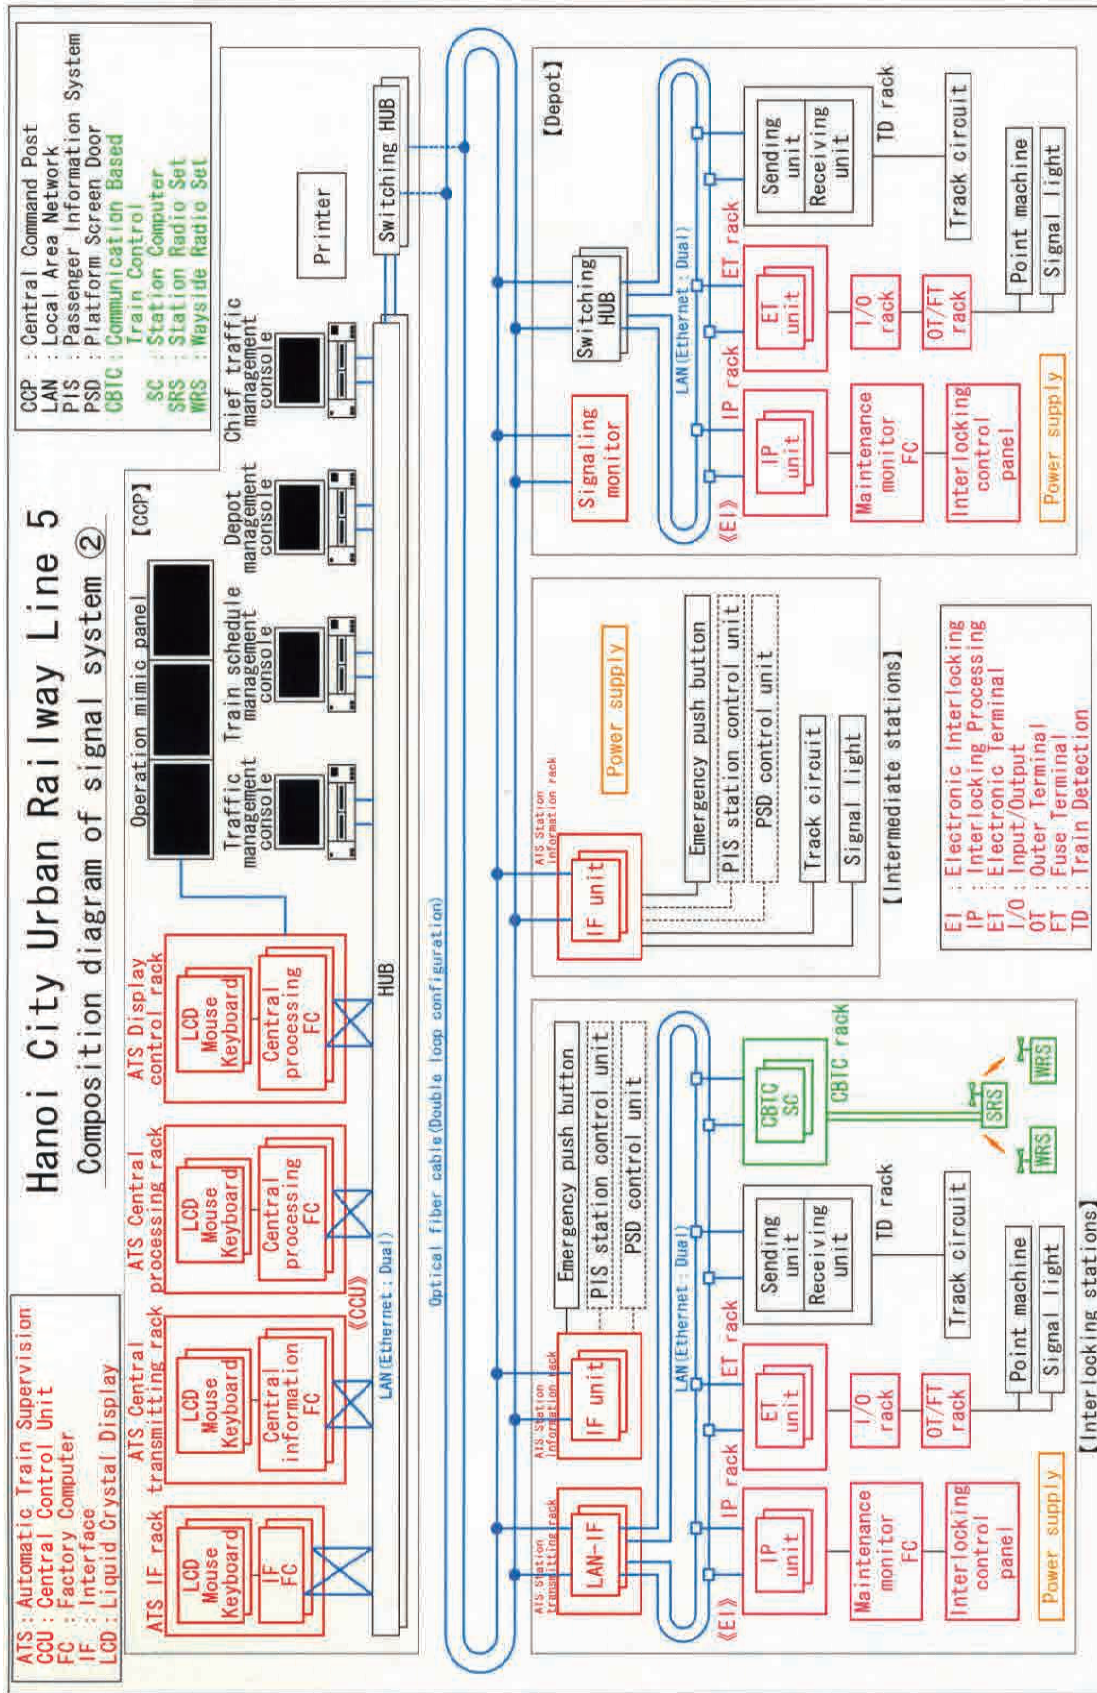 Hanoi City Urban Railway Line 5
Composition diagram of signal system ②
ATS : Automatic Train Supervision
CCU : Central Control Unit
FC : Factory Computer
IF : Interface
LCD : Liquid Crystal Display
CCP : Central Command Post
LAN : Local Area Network
PIS : Passenger Information System
PSD : Platform Screen Door
CBTC : Communication Based
Train Control
SC : Station Computer
SRS : Station Radio Set
WRS : Wayside Radio Set
【CCP】
ATS IF rack
LCD
Mouse
Keyboard
IF
FC
ATS Central
transmitting rack
LCD
Mouse
Keyboard
Central
information
FC
ATS Central
processing rack
LCD
Mouse
Keyboard
Central
processing
FC
ATS Display
control rack
LCD
Mouse
Keyboard
Central
processing
FC
《CCU》
Operation mimic panel
Traffic
management
console
Train schedule
management
console
Depot
management
console
Chief traffic
management
console
Printer
LAN(Ethernet : Dual)
HUB
Switching HUB
Optical fiber cable(Double loop configuration)
ATS Station
transmitting rack
LAN-IF
ATS Station
information rack
IF unit
Emergency push button
PIS station control unit
PSD control unit
LAN(Ethernet : Dual)
《EI》
IP rack
IP
unit
Maintenance
monitor
FC
Interlocking
control
panel
ET rack
ET
unit
I/O
rack
OT/FT
rack
Point machine
Signal light
Sending
unit
Receiving
unit
TD rack
Track circuit
CBTC
SC
CBTC rack
SRS
WRS
WRS
Power supply
【Interlocking stations】
ATS Station
information rack
IF unit
Power supply
Emergency push button
PIS station control unit
PSD control unit
Track circuit
Signal light
【Intermediate stations】
EI : Electronic Interlocking
IP : Interlocking Processing
ET : Electronic Terminal
I/O : Input/Output
OT : Outer Terminal
FT : Fuse Terminal
TD : Train Detection
【Depot】
Signaling
monitor
Switching
HUB
LAN(Ethernet : Dual)
《EI》
IP rack
IP
unit
Maintenance
monitor
FC
Interlocking
control
panel
ET rack
ET
unit
I/O
rack
OT/FT
rack
Point machine
Signal light
Sending
unit
Receiving
unit
TD rack
Track circuit
Power supply